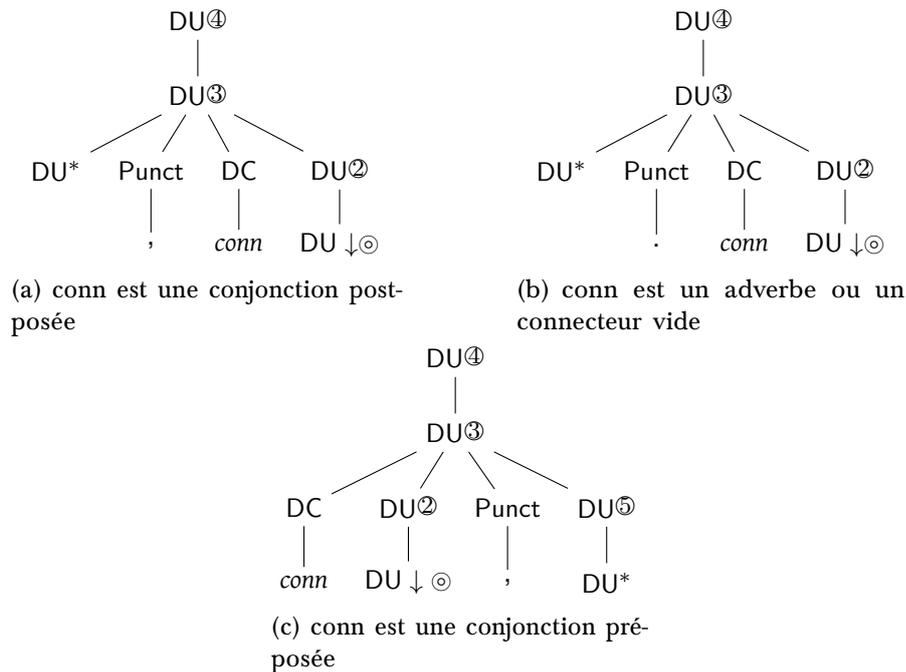 DU④ DU④
DU③ DU③
DU* Punct DC DU② DU* Punct DC DU②
, conn DU ↓⊚ . conn DU ↓⊚
(a) conn est une conjonction post-
posée
(b) conn est un adverbe ou un
connecteur vide
DU④
DU③
DC DU② Punct DU⑤
conn DU ↓ ⊚ , DU*
(c) conn est une conjonction pré-
posée